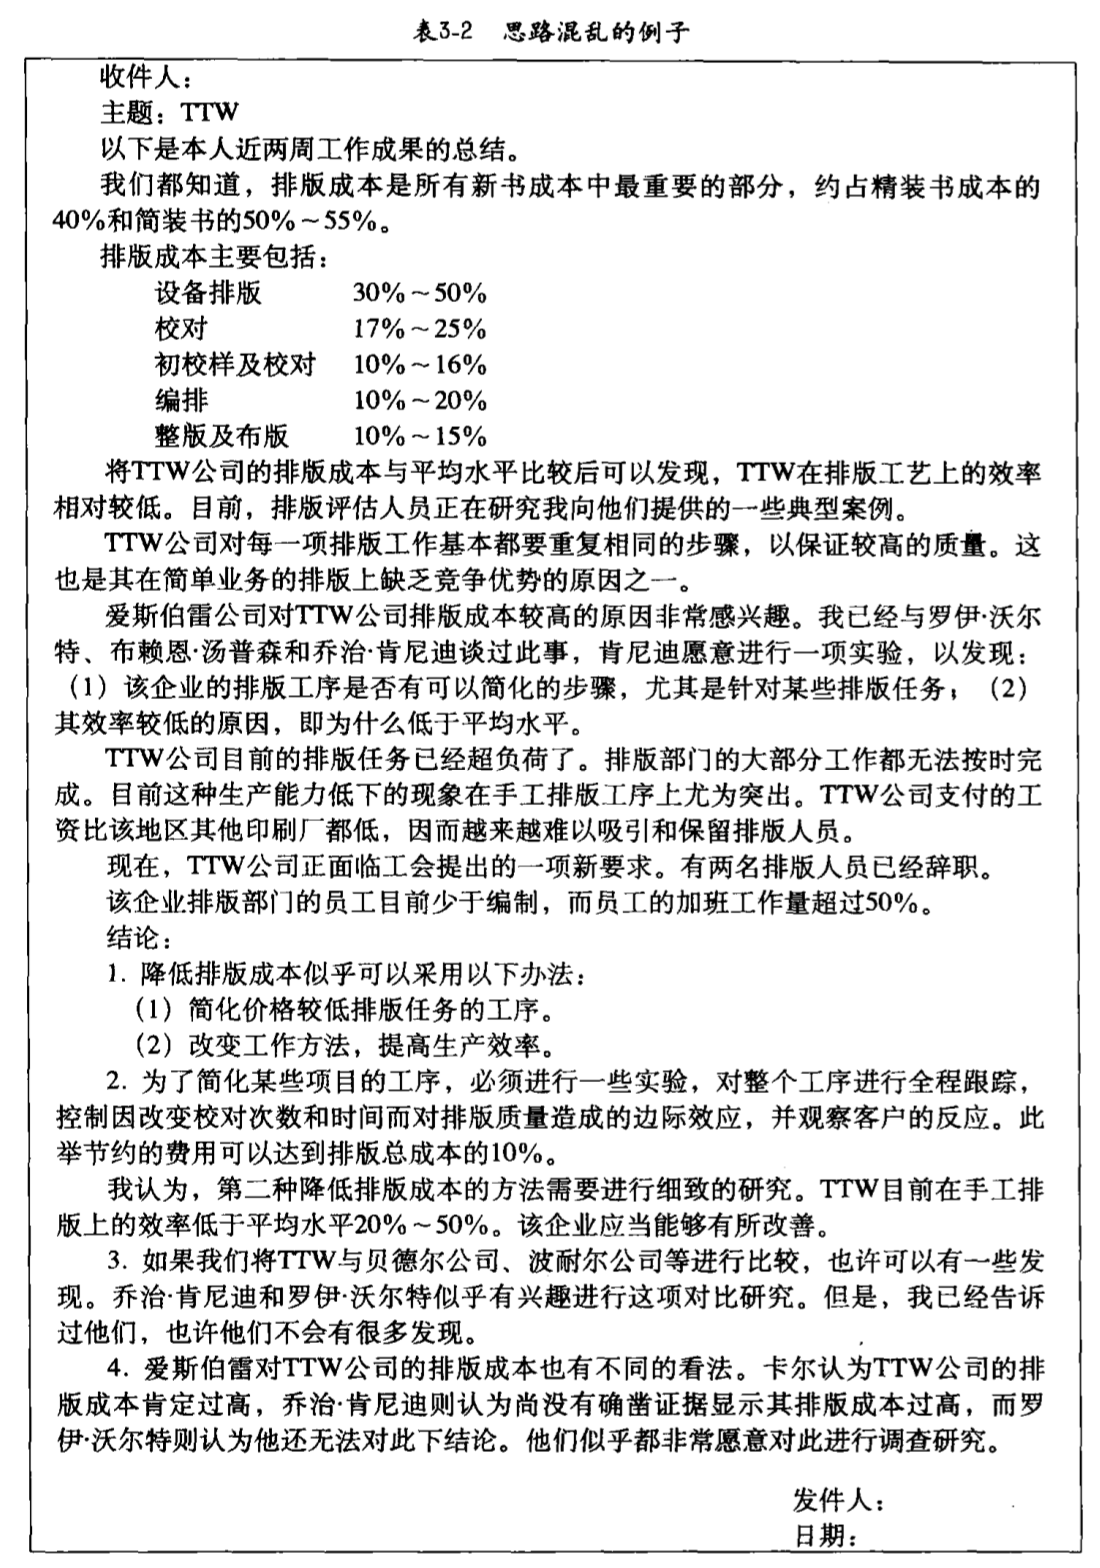 表3-2 思路混乱的例子
收件人：
主题：TTW
以下是本人近两周工作成果的总结。
我们都知道，排版成本是所有新书成本中最重要的部分，约占精装书成本的
40%和简装书的50%～55%。
排版成本主要包括：
设备排版 30%～50%
校对 17%～25%
初校样及校对 10%～16%
编排 10%～20%
整版及布版 10%～15%
将TTW公司的排版成本与平均水平比较后可以发现，TTW在排版工艺上的效率
相对较低。目前，排版评估人员正在研究我向他们提供的一些典型案例。
TTW公司对每一项排版工作基本都要重复相同的步骤，以保证较高的质量。这
也是其在简单业务的排版上缺乏竞争优势的原因之一。
爱斯伯雷公司对TTW公司排版成本较高的原因非常感兴趣。我已经与罗伊·沃尔
特、布赖恩·汤普森和乔治·肯尼迪谈过此事，肯尼迪愿意进行一项实验，以发现：
（1）该企业的排版工序是否有可以简化的步骤，尤其是针对某些排版任务；（2）
其效率较低的原因，即为什么低于平均水平。
TTW公司目前的排版任务已经超负荷了。排版部门的大部分工作都无法按时完
成。目前这种生产能力低下的现象在手工排版工序上尤为突出。TTW公司支付的工
资比该地区其他印刷厂都低，因而越来越难以吸引和保留排版人员。
现在，TTW公司正面临工会提出的一项新要求。有两名排版人员已经辞职。
该企业排版部门的员工目前少于编制，而员工的加班工作量超过50%。
结论：
1. 降低排版成本似乎可以采用以下办法：
（1）简化价格较低排版任务的工序。
（2）改变工作方法，提高生产效率。
2. 为了简化某些项目的工序，必须进行一些实验，对整个工序进行全程跟踪，
控制因改变校对次数和时间而对排版质量造成的边际效应，并观察客户的反应。此
举节约的费用可以达到排版总成本的10%。
我认为，第二种降低排版成本的方法需要进行细致的研究。TTW目前在手工排
版上的效率低于平均水平20%～50%。该企业应当能够有所改善。
3. 如果我们将TTW与贝德尔公司、波耐尔公司等进行比较，也许可以有一些发
现。乔治·肯尼迪和罗伊·沃尔特似乎有兴趣进行这项对比研究。但是，我已经告诉
过他们，也许他们不会有很多发现。
4. 爱斯伯雷对TTW公司的排版成本也有不同的看法。卡尔认为TTW公司的排
版成本肯定过高，乔治·肯尼迪则认为尚没有确凿证据显示其排版成本过高，而罗
伊·沃尔特则认为他还无法对此下结论。他们似乎都非常愿意对此进行调查研究。
发件人：
日期：